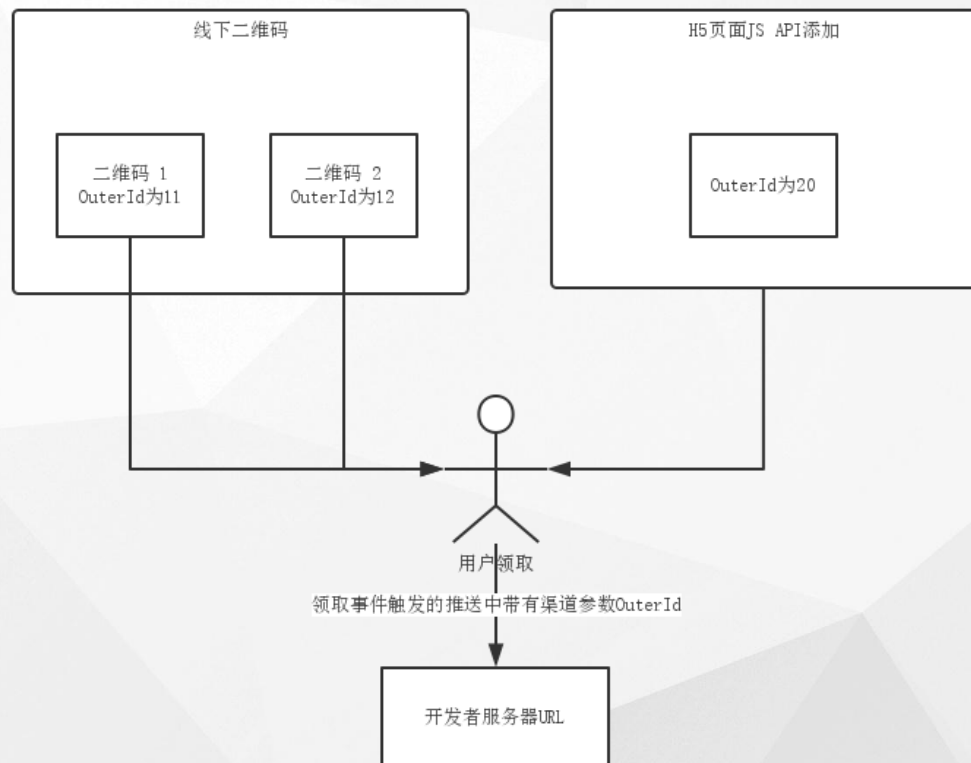 线下二维码
H5页面JS API添加
二维码 1
OuterId为11
二维码 2
OuterId为12
OuterId为20
用户领取
领取事件触发的推送中带有渠道参数OuterId
开发者服务器URL